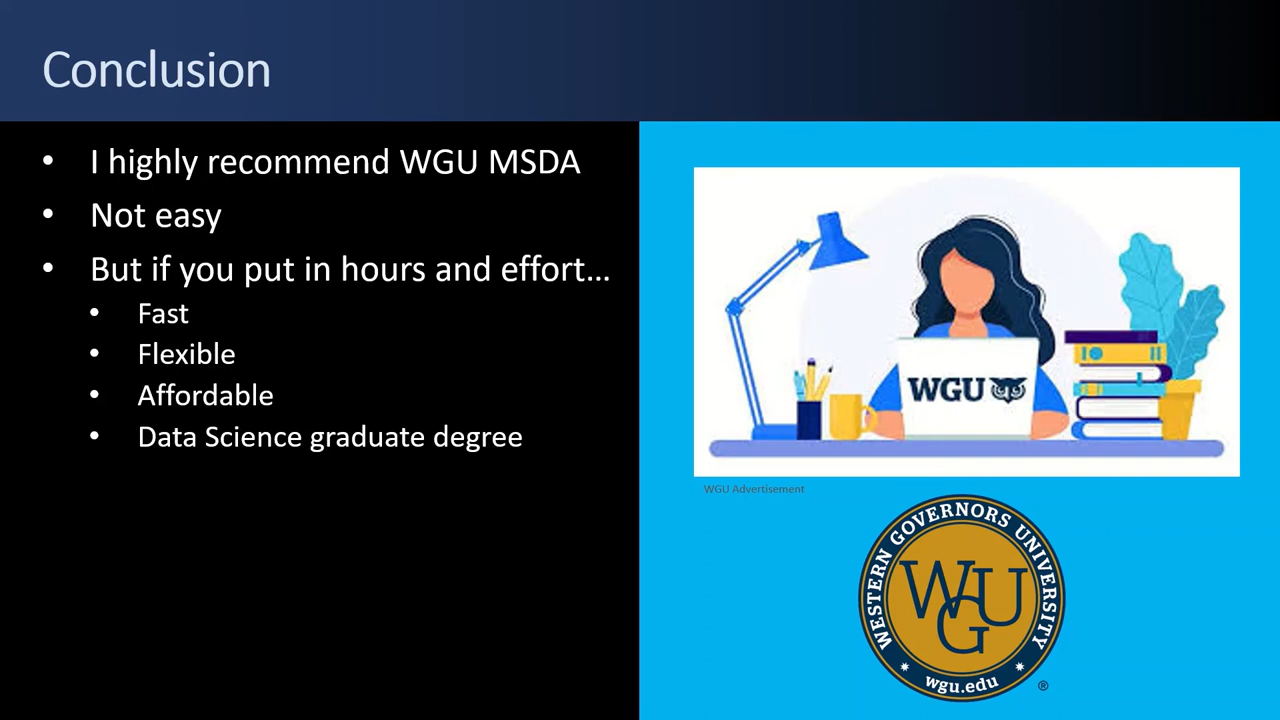 Conclusion
• I highly recommend WGU MSDA
• Not easy
• But if you put in hours and effort…
• Fast
• Flexible
• Affordable
• Data Science graduate degree
WGU
WGU Advertisement
WESTERN GOVERNORS UNIVERSITY
WGU
wgu.edu
®